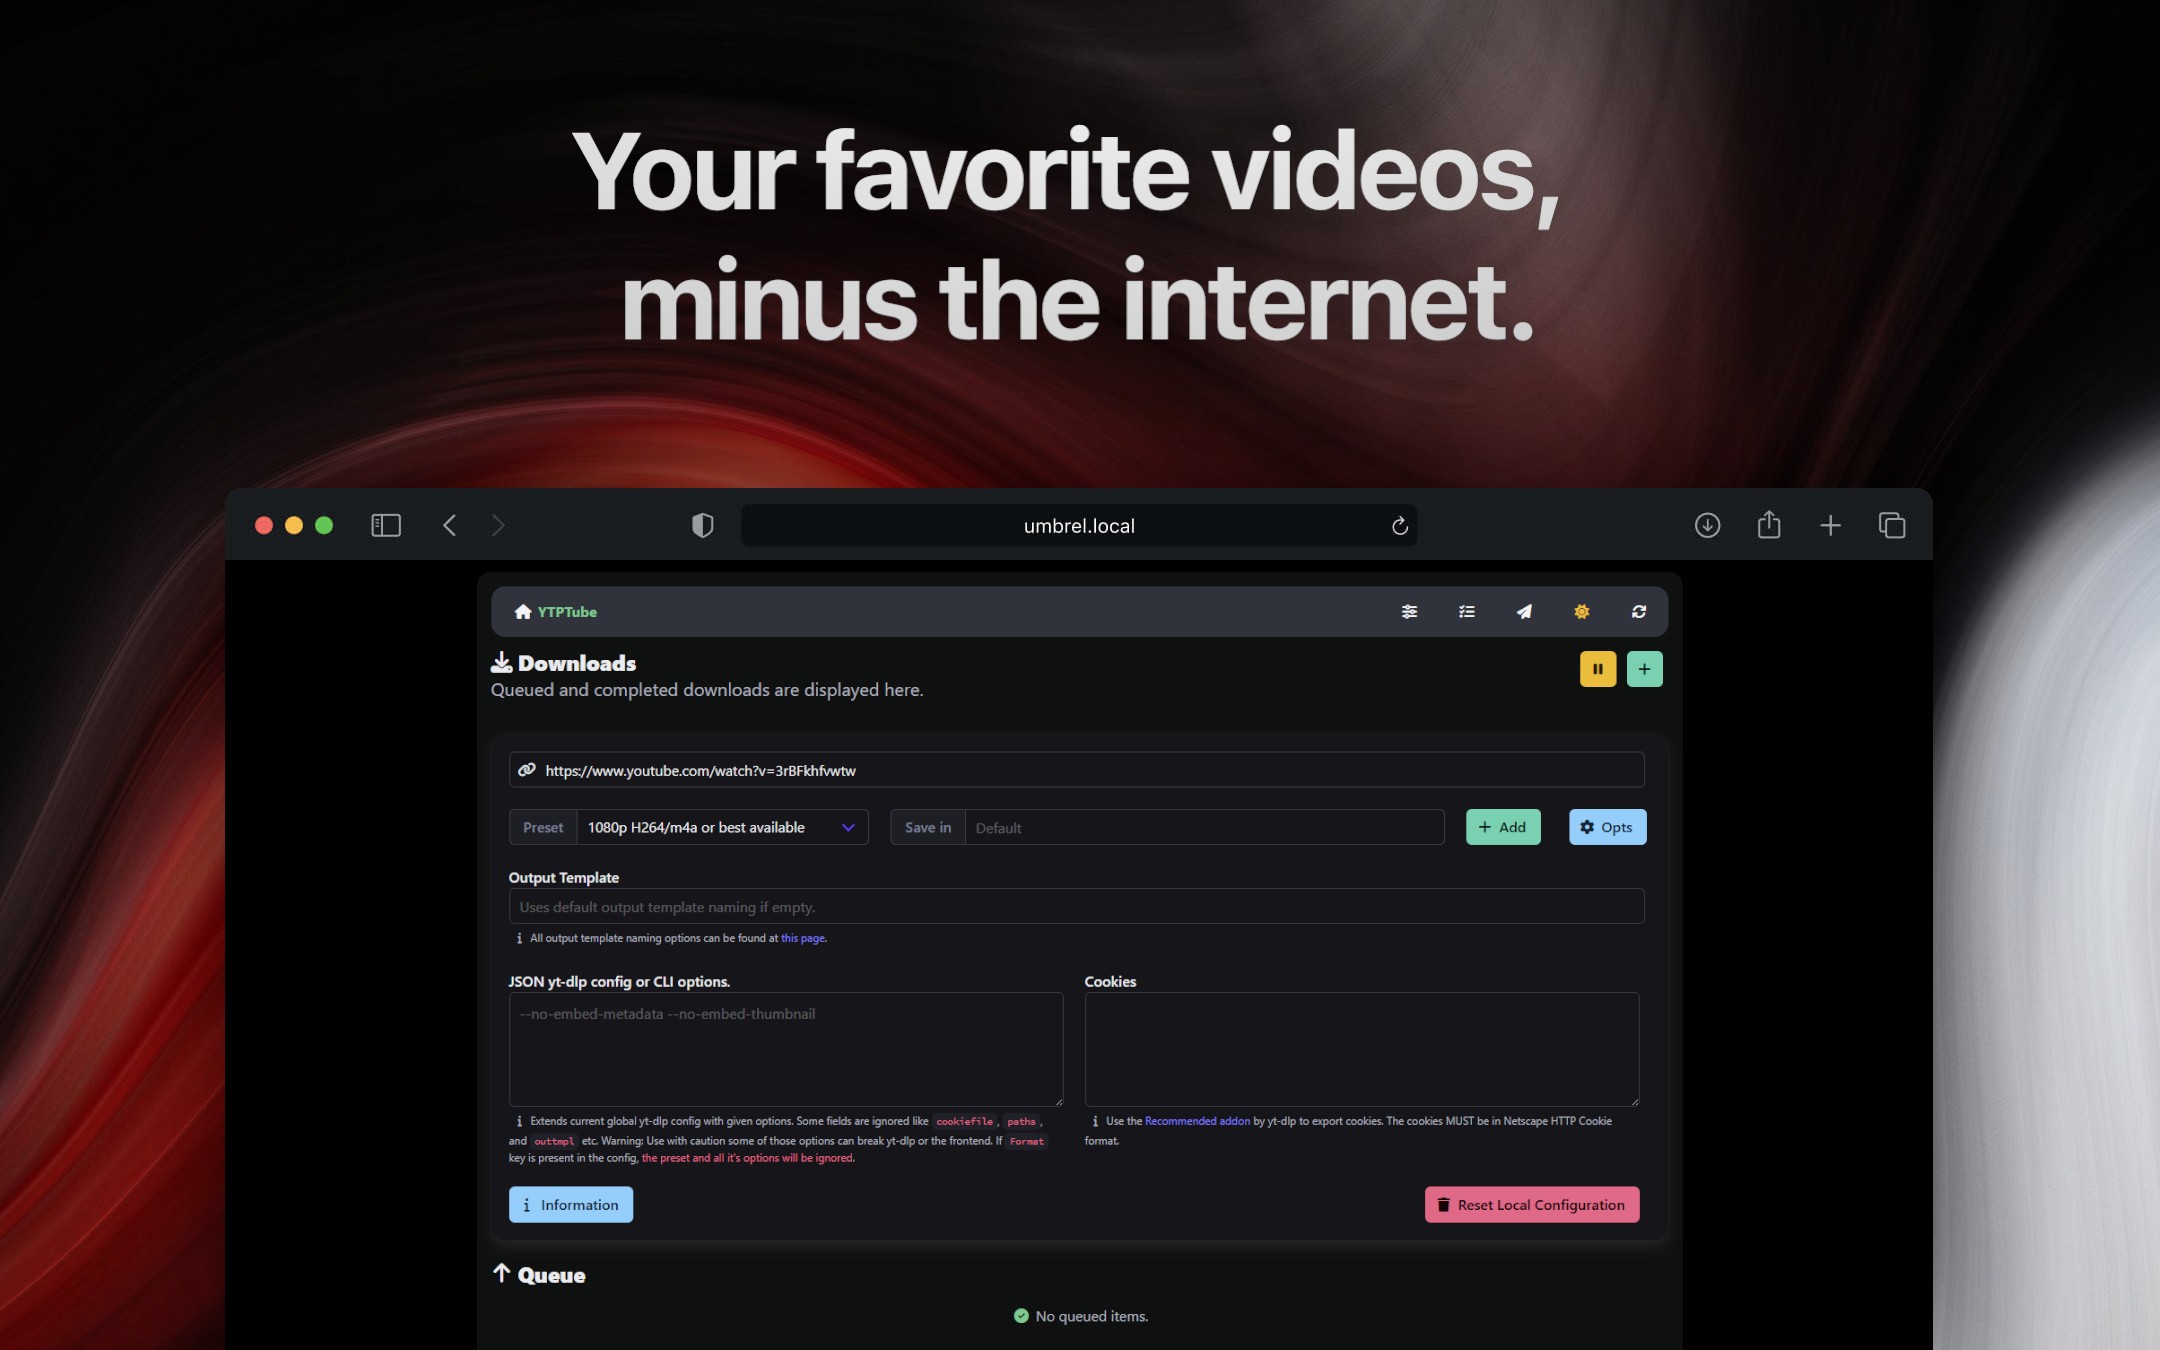 Your favorite videos,
minus the internet.
umbrel.local
YTPTube
Downloads
Queued and completed downloads are displayed here.
https://www.youtube.com/watch?v=3rBFkhfvwtw
Preset 1080p H264/m4a or best available Save in Default + Add Opts
Output Template
Uses default output template naming if empty.
All output template naming options can be found at this page.
JSON yt-dlp config or CLI options.
--no-embed-metadata --no-embed-thumbnail
Extends current global yt-dlp config with given options. Some fields are ignored like cookiefile, paths,
and outtmpl etc. Warning: Use with caution some of those options can break yt-dlp or the frontend. If Format
key is present in the config, the preset and all it's options will be ignored.
Cookies
Use the Recommended addon by yt-dlp to export cookies. The cookies MUST be in Netscape HTTP Cookie
format.
Information
Reset Local Configuration
Queue
No queued items.